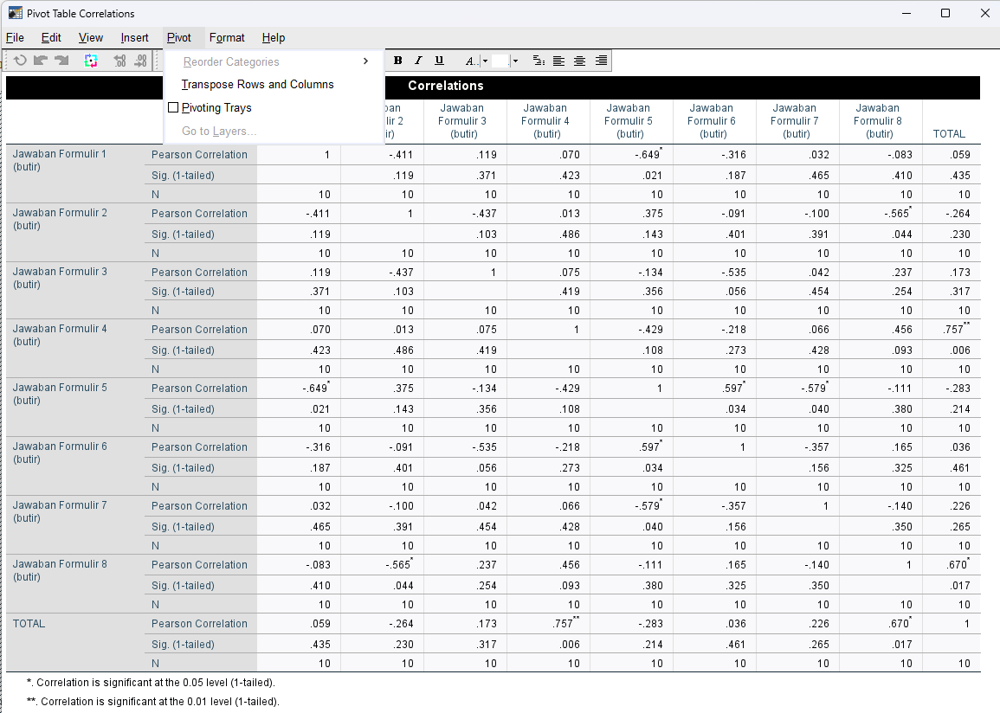 Pivot Table Correlations
File Edit View Insert Pivot Format Help
Reorder Categories
Transpose Rows and Columns
Pivoting Trays
Go to Layers...
B I U A..
Correlations
Jawaban Formulir 3 (butir) Jawaban Formulir 4 (butir) Jawaban Formulir 5 (butir) Jawaban Formulir 6 (butir) Jawaban Formulir 7 (butir) Jawaban Formulir 8 (butir) TOTAL
Jawaban Formulir 1 (butir) Pearson Correlation 1 -.411 .119 .070 -.649* -.316 .032 -.083 .059
Sig. (1-tailed) .119 .371 .423 .021 .187 .465 .410 .435
N 10 10 10 10 10 10 10 10 10
Jawaban Formulir 2 (butir) Pearson Correlation -.411 1 -.437 .013 .375 -.091 -.100 -.565* -.264
Sig. (1-tailed) .119 .103 .486 .143 .401 .391 .044 .230
N 10 10 10 10 10 10 10 10 10
Jawaban Formulir 3 (butir) Pearson Correlation .119 -.437 1 .075 -.134 -.535 .042 .237 .173
Sig. (1-tailed) .371 .103 .419 .356 .056 .454 .254 .317
N 10 10 10 10 10 10 10 10 10
Jawaban Formulir 4 (butir) Pearson Correlation .070 .013 .075 1 -.429 -.218 .066 .456 .757**
Sig. (1-tailed) .423 .486 .419 .108 .273 .428 .093 .006
N 10 10 10 10 10 10 10 10 10
Jawaban Formulir 5 (butir) Pearson Correlation -.649* .375 -.134 -.429 1 .597* -.579* -.111 -.283
Sig. (1-tailed) .021 .143 .356 .108 .034 .040 .380 .214
N 10 10 10 10 10 10 10 10 10
Jawaban Formulir 6 (butir) Pearson Correlation -.316 -.091 -.535 -.218 .597* 1 -.357 .165 .036
Sig. (1-tailed) .187 .401 .056 .273 .034 .156 .325 .461
N 10 10 10 10 10 10 10 10 10
Jawaban Formulir 7 (butir) Pearson Correlation .032 -.100 .042 .066 -.579* -.357 1 -.140 .226
Sig. (1-tailed) .465 .391 .454 .428 .040 .156 .350 .265
N 10 10 10 10 10 10 10 10 10
Jawaban Formulir 8 (butir) Pearson Correlation -.083 -.565* .237 .456 -.111 .165 -.140 1 .670*
Sig. (1-tailed) .410 .044 .254 .093 .380 .325 .350 .017
N 10 10 10 10 10 10 10 10 10
TOTAL Pearson Correlation .059 -.264 .173 .757** -.283 .036 .226 .670* 1
Sig. (1-tailed) .435 .230 .317 .006 .214 .461 .265 .017
N 10 10 10 10 10 10 10 10 10
*. Correlation is significant at the 0.05 level (1-tailed).
**. Correlation is significant at the 0.01 level (1-tailed).